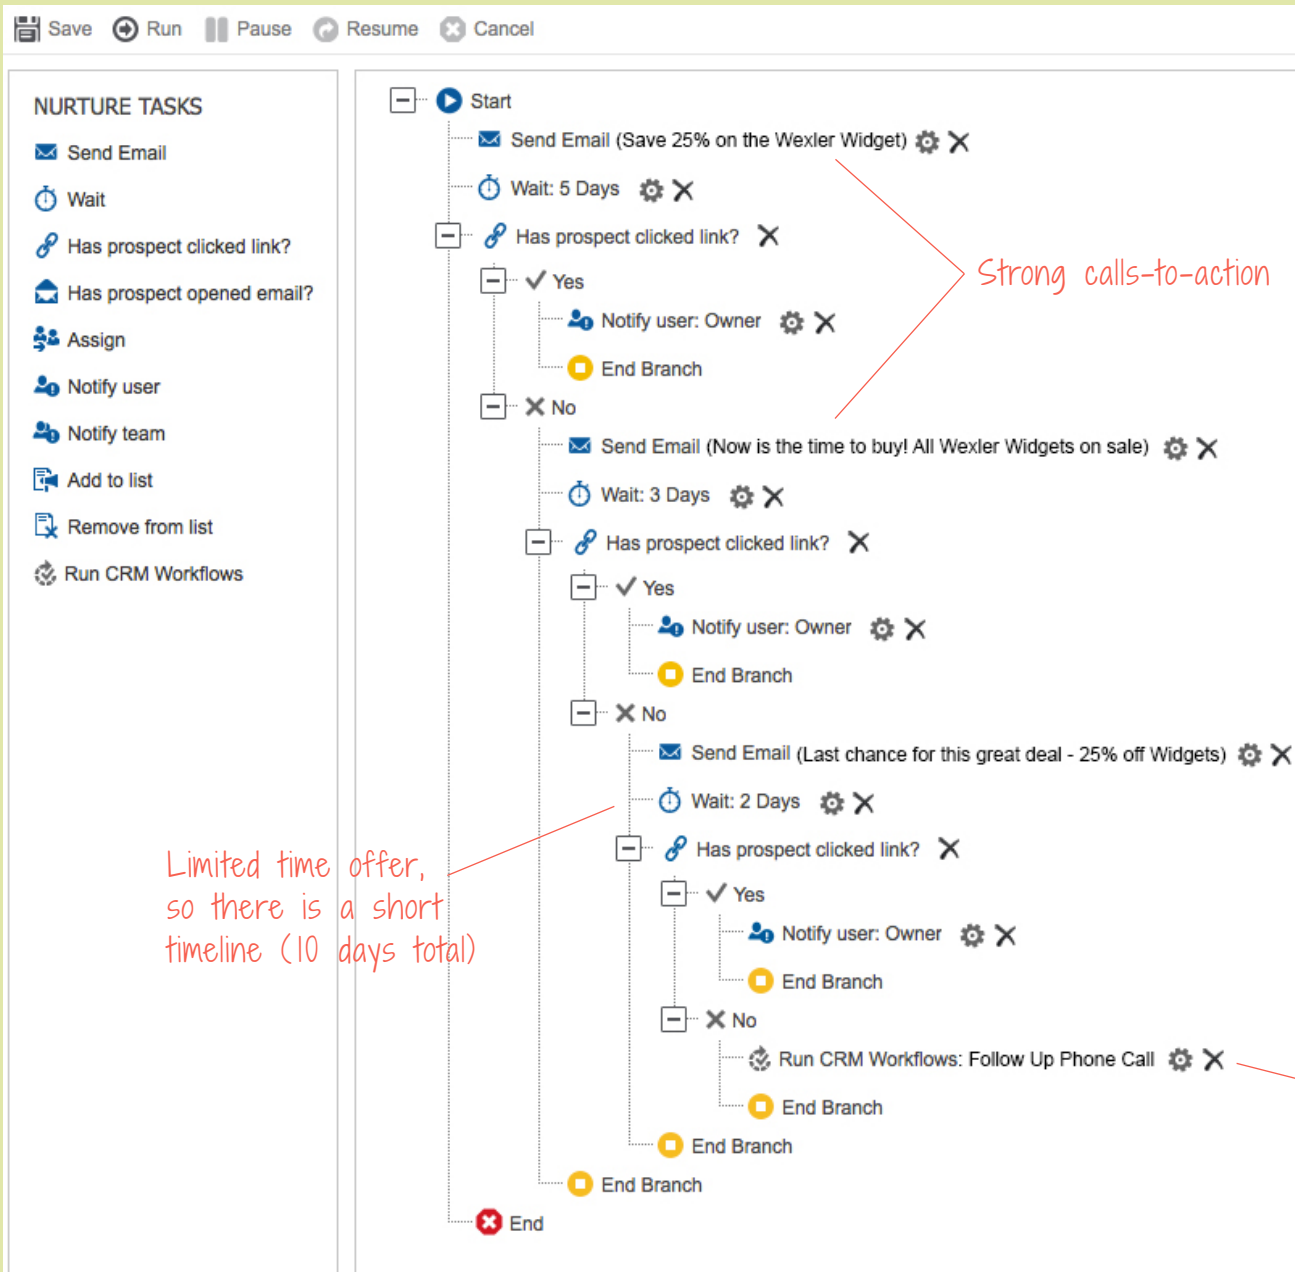 Save Run Pause Resume Cancel
NURTURE TASKS
Send Email
Wait
Has prospect clicked link?
Has prospect opened email?
Assign
Notify user
Notify team
Add to list
Remove from list
Run CRM Workflows
Start
Send Email (Save 25% on the Wexler Widget)
Wait: 5 Days
Has prospect clicked link?
Yes
Notify user: Owner
End Branch
No
Send Email (Now is the time to buy! All Wexler Widgets on sale)
Wait: 3 Days
Has prospect clicked link?
Yes
Notify user: Owner
End Branch
No
Send Email (Last chance for this great deal - 25% off Widgets)
Wait: 2 Days
Has prospect clicked link?
Yes
Notify user: Owner
End Branch
No
Run CRM Workflows: Follow Up Phone Call
End Branch
End Branch
End Branch
End
Strong calls-to-action
Limited time offer,
so there is a short
timeline (10 days total)